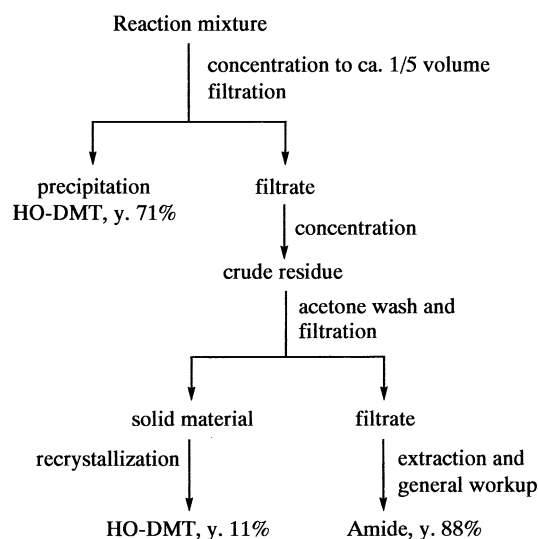 Reaction mixture
concentration to ca. 1/5 volume
filtration
precipitation
HO-DMT, y. 71%
filtrate
concentration
crude residue
acetone wash and
filtration
solid material
filtrate
recrystallization
extraction and
general workup
HO-DMT, y. 11%
Amide, y. 88%